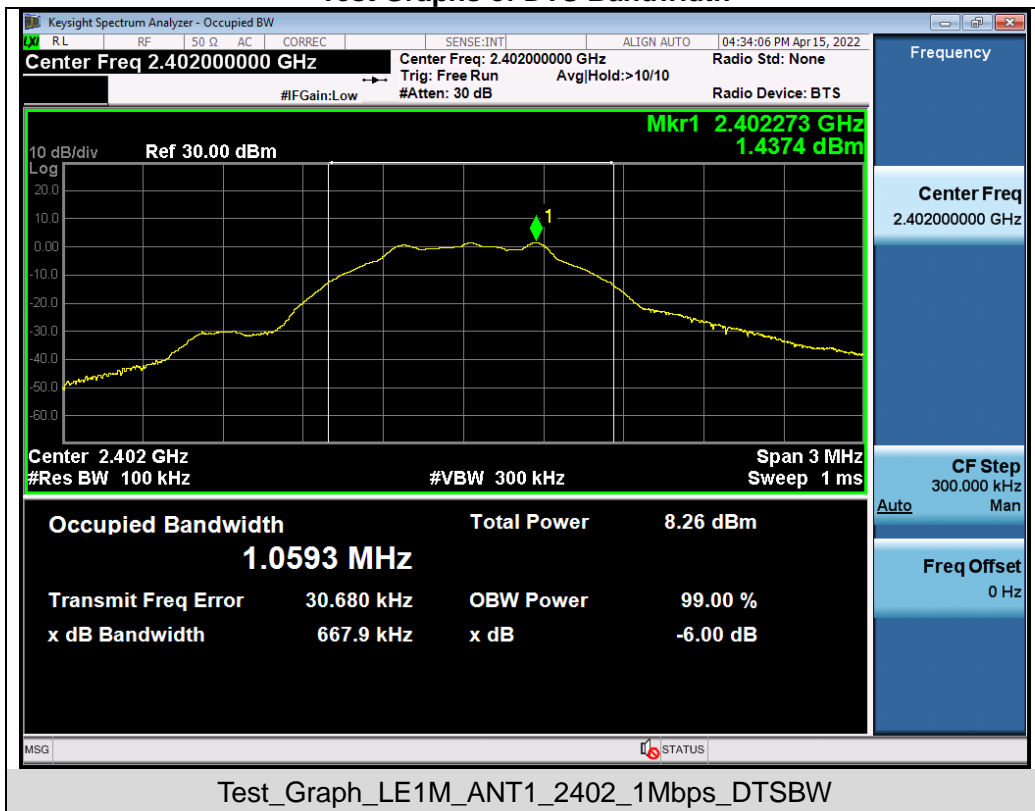 Test Graphs of DTS Bandwidth
Keysight Spectrum Analyzer - Occupied BW
LXI RL RF 50 Ω AC CORREC SENSE:INT ALIGN AUTO 04:34:06 PM Apr 15, 2022
Center Freq 2.402000000 GHz
Center Freq: 2.402000000 GHz Radio Std: None
Trig: Free Run Avg|Hold:>10/10
#IFGain:Low #Atten: 30 dB Radio Device: BTS
Mkr1 2.402273 GHz
1.4374 dBm
10 dB/div Ref 30.00 dBm
Log
20.0
10.0
0.00
-10.0
-20.0
-30.0
-40.0
-50.0
-60.0
1
Center 2.402 GHz Span 3 MHz
#Res BW 100 kHz #VBW 300 kHz Sweep 1 ms
Occupied Bandwidth Total Power 8.26 dBm
1.0593 MHz
Transmit Freq Error 30.680 kHz OBW Power 99.00 %
x dB Bandwidth 667.9 kHz x dB -6.00 dB
Frequency
Center Freq
2.402000000 GHz
CF Step
300.000 kHz
Auto Man
Freq Offset
0 Hz
MSG STATUS
Test_Graph_LE1M_ANT1_2402_1Mbps_DTSBW